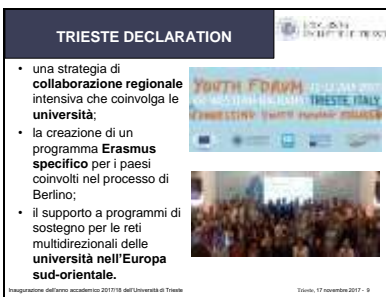 TRIESTE DECLARATION
• una strategia di
collaborazione regionale
intensiva che coinvolge le
università;
• la creazione di un
programma Erasmus
specifico per i paesi
coinvolti nel processo di
Berlino;
• il supporto a programmi di
sostegno per le reti
multidirezionali delle
università nell'Europa
sud-orientale.
YOUTH FORUM
TRIESTE, ITALY
Inaugurazione dell'anno accademico 2017/18 dell'Università di Trieste
Trieste, 17 novembre 2017 - 9